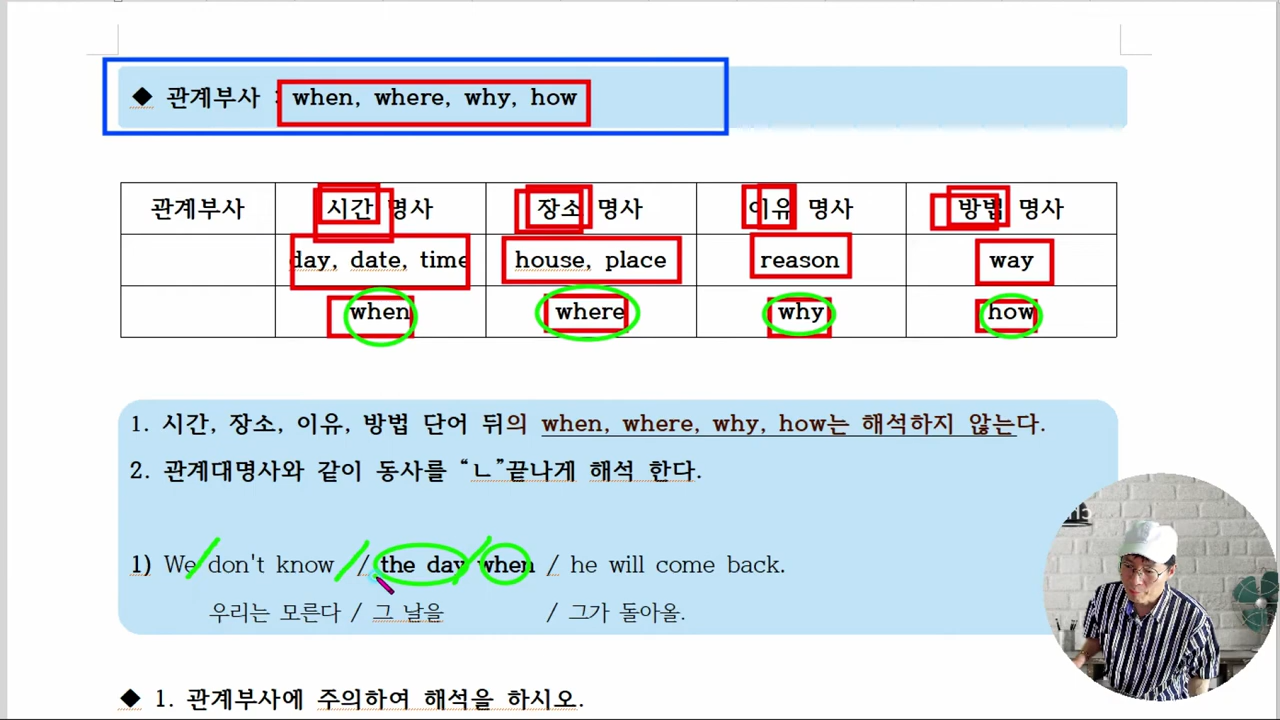 ◆ 관계부사 : when, where, why, how
관계부사 시간 명사 장소 명사 이유 명사 방법 명사
day, date, time house, place reason way
when where why how
1. 시간, 장소, 이유, 방법 단어 뒤의 when, where, why, how는 해석하지 않는다.
2. 관계대명사와 같이 동사를 “ㄴ”끝나게 해석 한다.
1) We don't know / the day when / he will come back.
우리는 모른다 / 그 날을 / 그가 돌아올.
◆ 1. 관계부사에 주의하여 해석을 하시오.